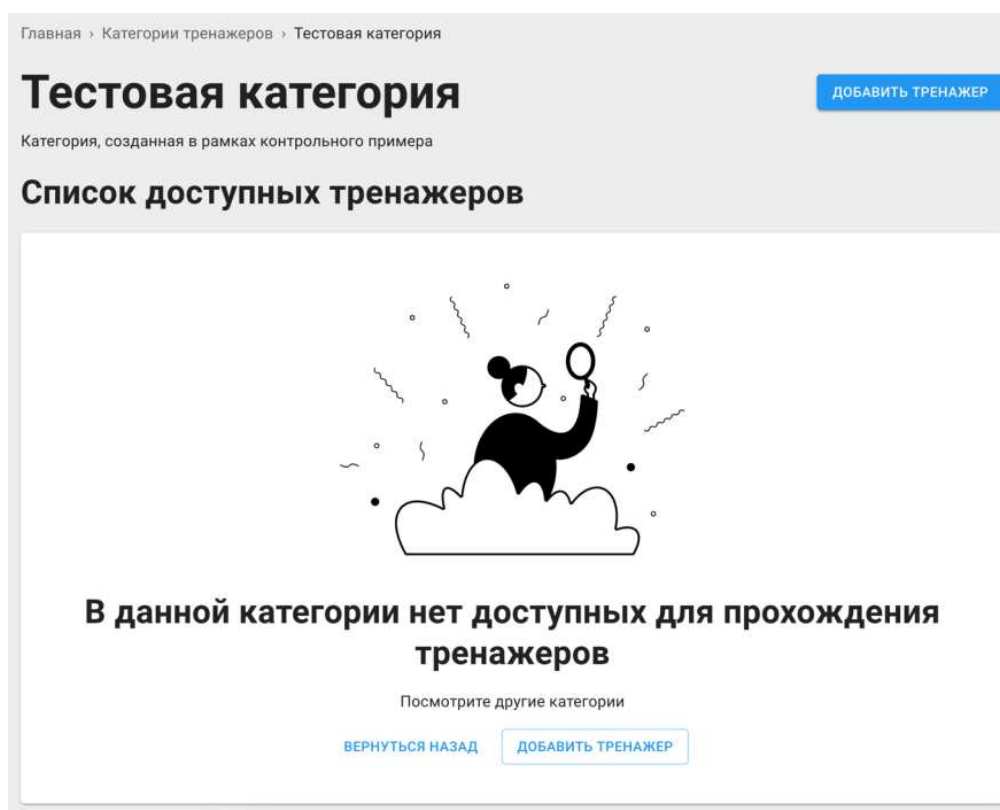 Главная › Категории тренажеров › Тестовая категория
Тестовая категория
ДОБАВИТЬ ТРЕНАЖЕР
Категория, созданная в рамках контрольного примера
Список доступных тренажеров
В данной категории нет доступных для прохождения
тренажеров
Посмотрите другие категории
ВЕРНУТЬСЯ НАЗАД
ДОБАВИТЬ ТРЕНАЖЕР